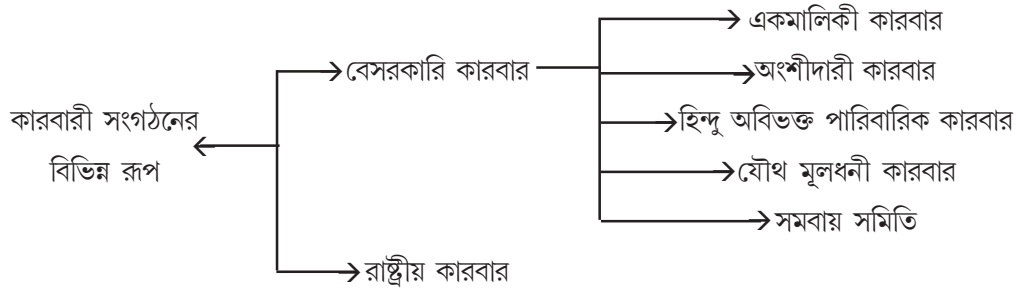 কারবারী সংগঠনের
বিভিন্ন রূপ
বেসরকারি কারবার
একমালিকী কারবার
অংশীদারী কারবার
হিন্দু অবিভক্ত পারিবারিক কারবার
যৌথ মূলধনী কারবার
সমবায় সমিতি
রাষ্ট্রীয় কারবার